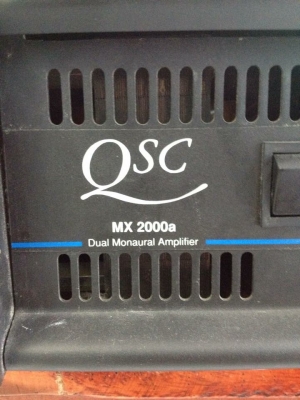 QSC
MX 2000a
Dual Monaural Amplifier